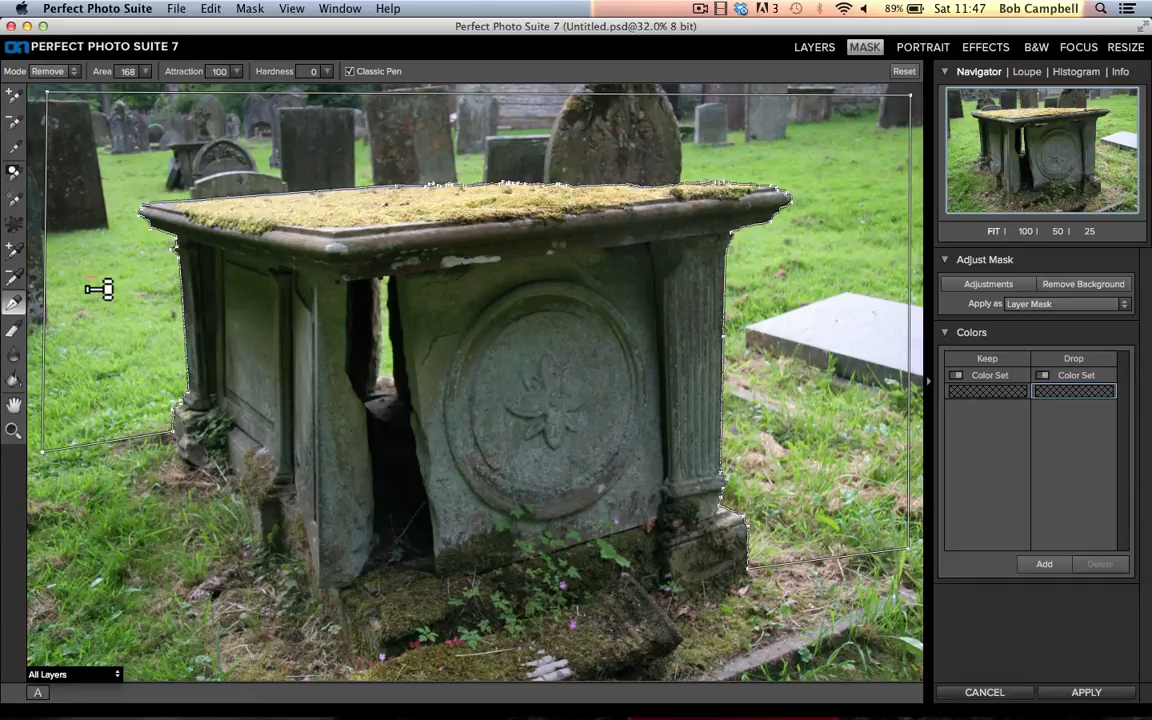 Perfect Photo Suite File Edit Mask View Window Help 3 89% Sat 11:47 Bob Campbell
PERFECT PHOTO SUITE 7 (Untitled.psd@32.0% 8 bit)
on PERFECT PHOTO SUITE 7 LAYERS MASK PORTRAIT EFFECTS B&W FOCUS RESIZE
Mode Remove Area 168 Attraction 100 Hardness 0 Classic Pen Reset
Navigator | Loupe | Histogram | Info
FIT | 100 | 50 | 25
Adjust Mask
Adjustments Remove Background
Apply as Layer Mask
Colors
Keep Drop
Color Set Color Set
Add Delete
All Layers
A
CANCEL APPLY